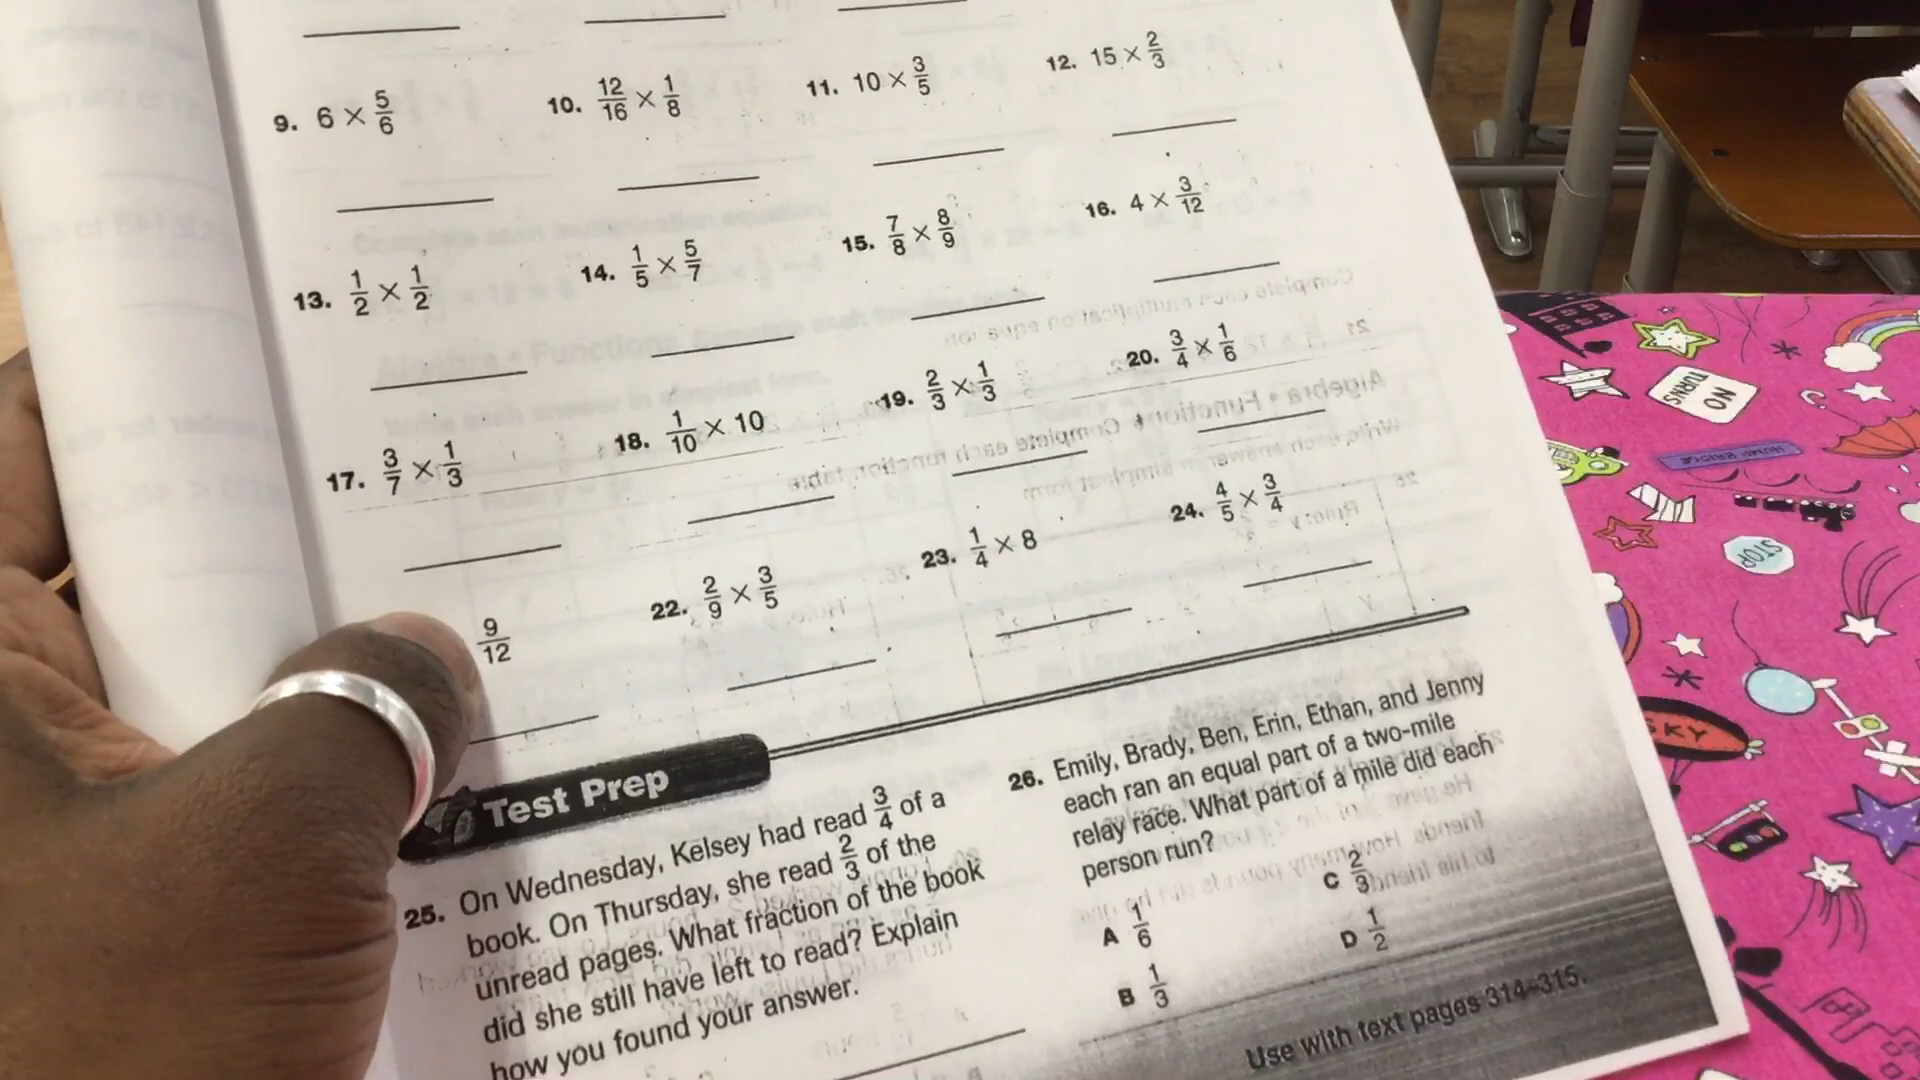 9. 6 × 5/6
10. 12/16 × 1/8
11. 10 × 3/5
12. 15 × 2/3
13. 1/2 × 1/2
14. 1/5 × 5/7
15. 7/8 × 8/9
16. 4 × 3/12
17. 3/7 × 1/3
18. 1/10 × 10
19. 2/3 × 1/3
20. 3/4 × 1/6
9/12
22. 2/9 × 3/5
23. 1/4 × 8
24. 4/5 × 3/4
Test Prep
25. On Wednesday, Kelsey had read 3/4 of a
book. On Thursday, she read 2/3 of the
unread pages. What fraction of the book
did she still have left to read? Explain
how you found your answer.
26. Emily, Brady, Ben, Erin, Ethan, and Jenny
each ran an equal part of a two-mile
relay race. What part of a mile did each
person run?
A 1/6
B 1/3
C 2/3
D 1/2
Use with text pages 314–315.
NO TURNS
HUMP BRIDGE
STOP
SKY